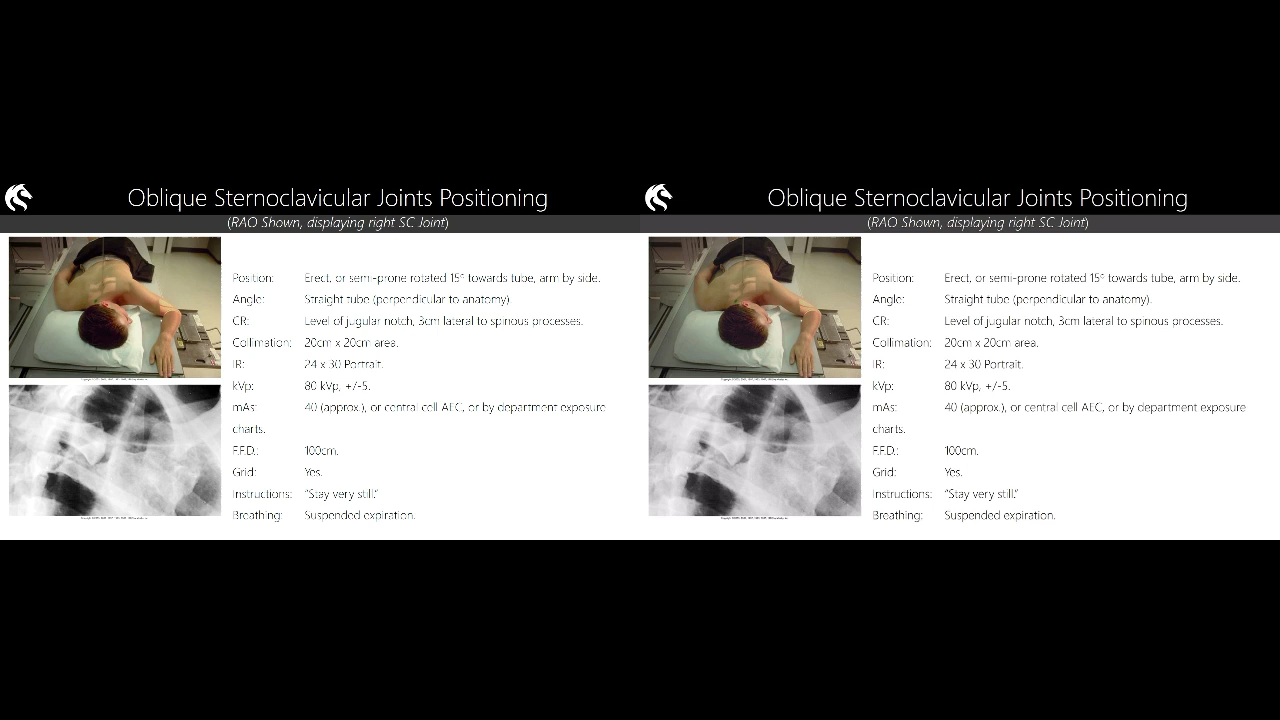 Oblique Sternoclavicular Joints Positioning
(RAO Shown, displaying right SC Joint)
Position: Erect, or semi-prone rotated 15° towards tube, arm by side.
Angle: Straight tube (perpendicular to anatomy).
CR: Level of jugular notch, 3cm lateral to spinous processes.
Collimation: 20cm x 20cm area.
IR: 24 x 30 Portrait.
kVp: 80 kVp, +/-5.
mAs: 40 (approx.), or central cell AEC, or by department exposure
charts.
F.F.D.: 100cm.
Grid: Yes.
Instructions: “Stay very still.”
Breathing: Suspended expiration.
Oblique Sternoclavicular Joints Positioning
(RAO Shown, displaying right SC Joint)
Position: Erect, or semi-prone rotated 15° towards tube, arm by side.
Angle: Straight tube (perpendicular to anatomy).
CR: Level of jugular notch, 3cm lateral to spinous processes.
Collimation: 20cm x 20cm area.
IR: 24 x 30 Portrait.
kVp: 80 kVp, +/-5.
mAs: 40 (approx.), or central cell AEC, or by department exposure
charts.
F.F.D.: 100cm.
Grid: Yes.
Instructions: “Stay very still.”
Breathing: Suspended expiration.